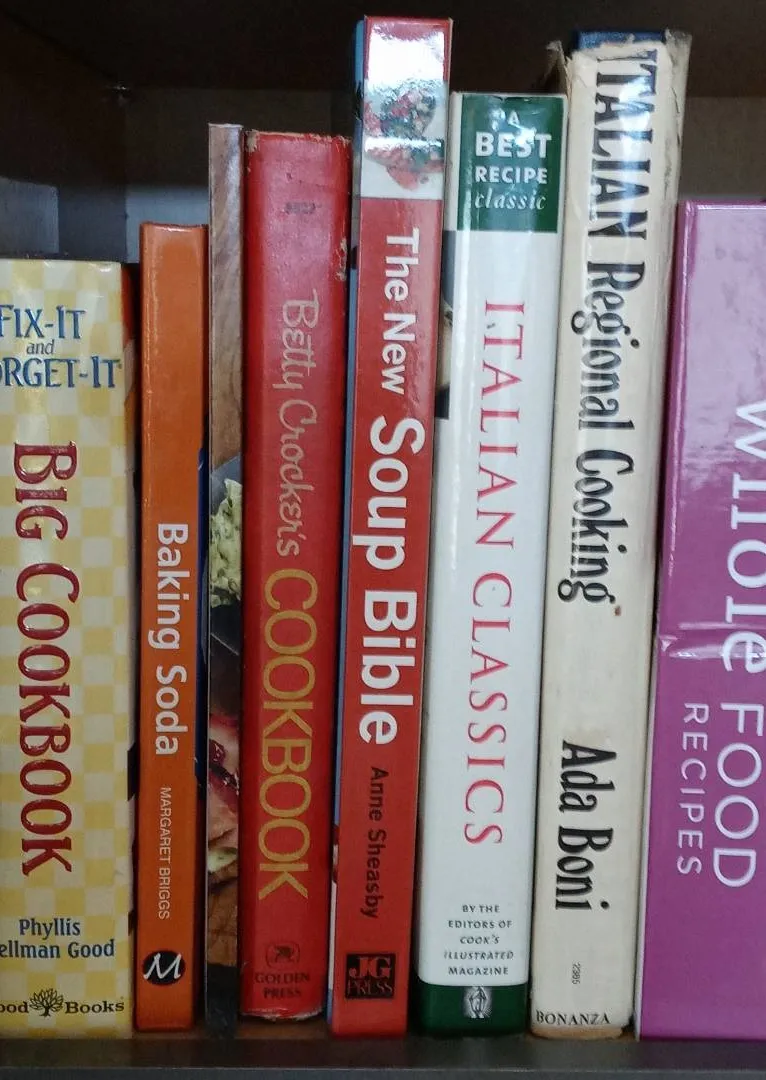 FIX-IT
and
ORGET-IT
BIG COOKBOOK
Phyllis
ellman Good
ood Books
Baking Soda
MARGARET BRIGGS
M
Betty Crocker's COOKBOOK
GOLDEN
PRESS
The New Soup Bible
Anne Sheasby
JG
PRESS
A
BEST
RECIPE
classic
ITALIAN CLASSICS
BY THE
EDITORS OF
COOK'S
ILLUSTRATED
MAGAZINE
ITALIAN Regional Cooking
Ada Boni
2385
BONANZA
Whole FOOD
RECIPES